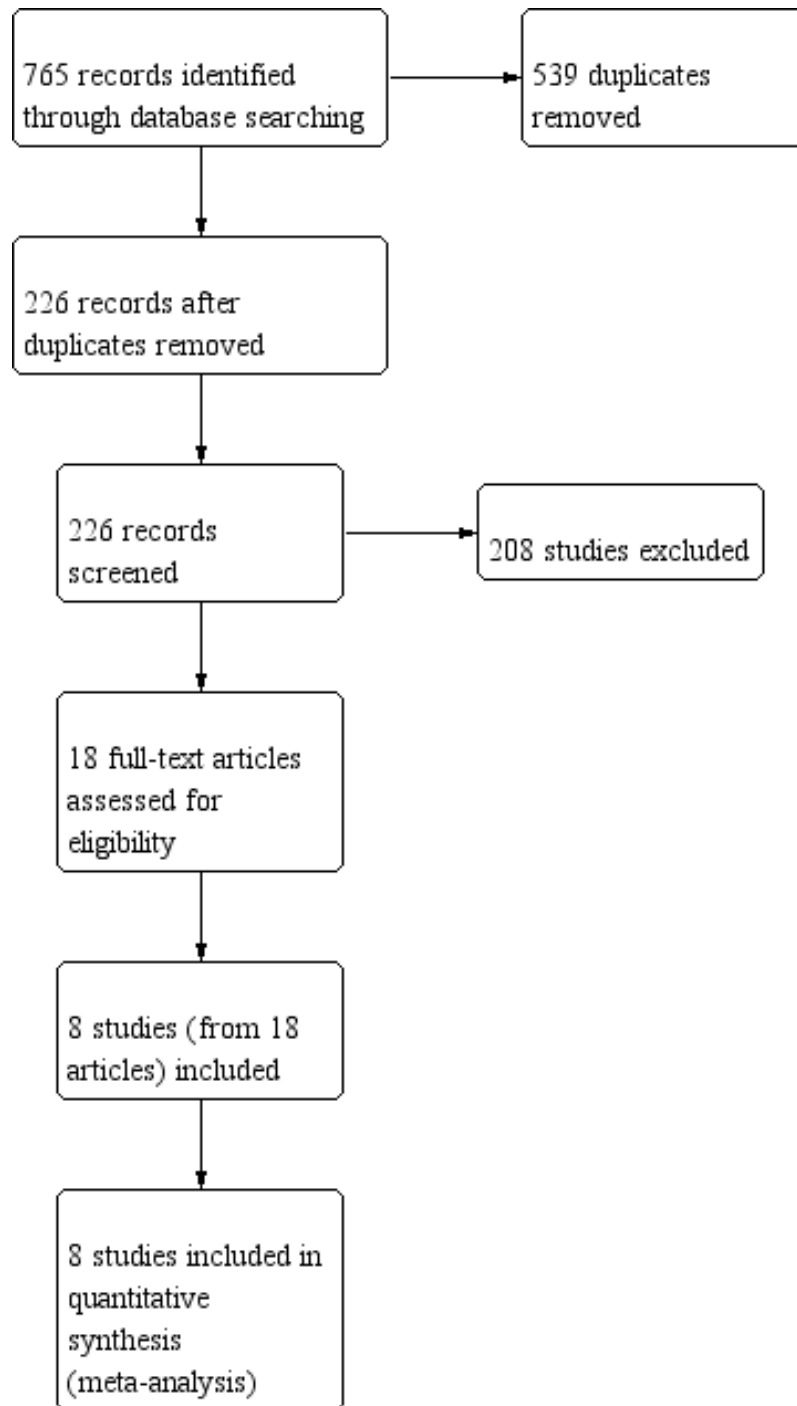 765 records identified
through database searching
539 duplicates
removed
226 records after
duplicates removed
226 records
screened
208 studies excluded
18 full-text articles
assessed for
eligibility
8 studies (from 18
articles) included
8 studies included in
quantitative
synthesis
(meta-analysis)